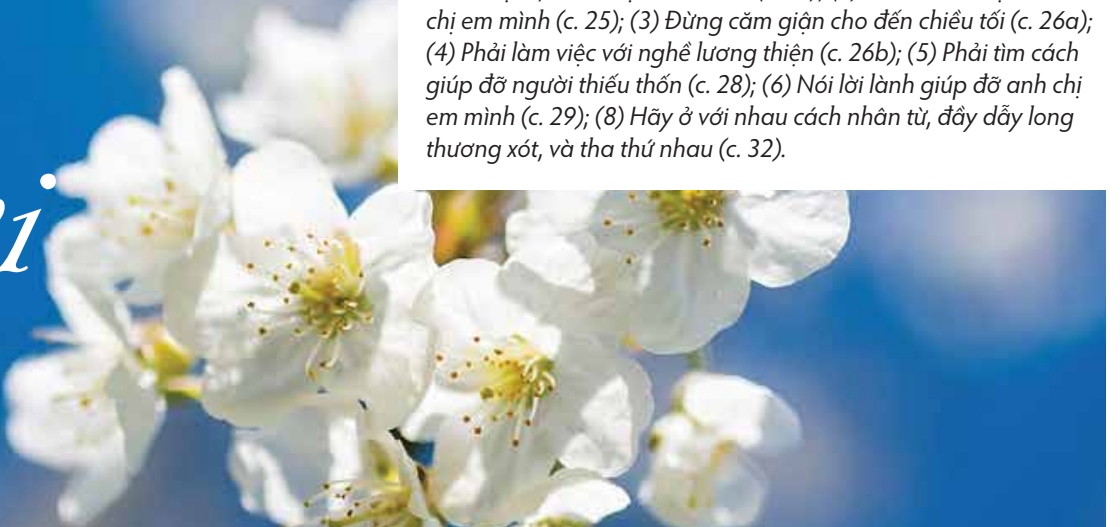 chị em mình (c. 25); (3) Đừng căm giận cho đến chiều tối (c. 26a);
(4) Phải làm việc với nghề lương thiện (c. 26b); (5) Phải tìm cách
giúp đỡ người thiếu thốn (c. 28); (6) Nói lời lành giúp đỡ anh chị
em mình (c. 29); (8) Hãy ở với nhau cách nhân từ, đầy dẫy long
thương xót, và tha thứ nhau (c. 32).